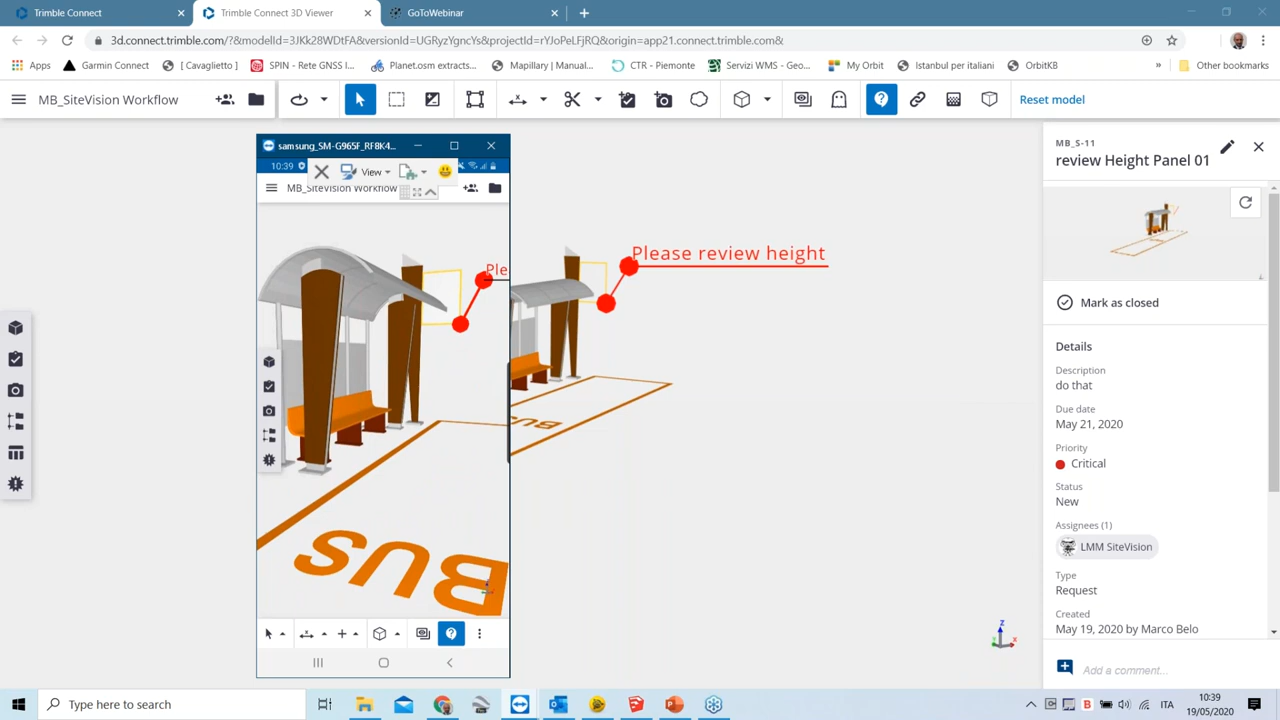 Trimble Connect
Trimble Connect 3D Viewer
GoToWebinar
3d.connect.trimble.com/?&modelId=3JKk28WDtFA&versionId=UGRyzYgncYs&projectId=rYJoPeLFjRQ&origin=app21.connect.trimble.com&
Apps
Garmin Connect
[ Cavaglietto ]
SPIN - Rete GNSS I...
Planet.osm extracts...
Mapillary | Manual...
CTR - Piemonte
Servizi WMS - Geo...
My Orbit
Istanbul per italiani
OrbitKB
»
Other bookmarks
MB_SiteVision Workflow
Reset model
samsung_SM-G965F_RF8K4...
10:39
View
MB_SiteVision Workflow
Ple
BUS
Please review height
BUS
MB_S-11
review Height Panel 01
Mark as closed
Details
Description
do that
Due date
May 21, 2020
Priority
Critical
Status
New
Assignees (1)
LMM SiteVision
Type
Request
Created
May 19, 2020 by Marco Belo
Add a comment...
Z
X
Type here to search
ITA
10:39
19/05/2020